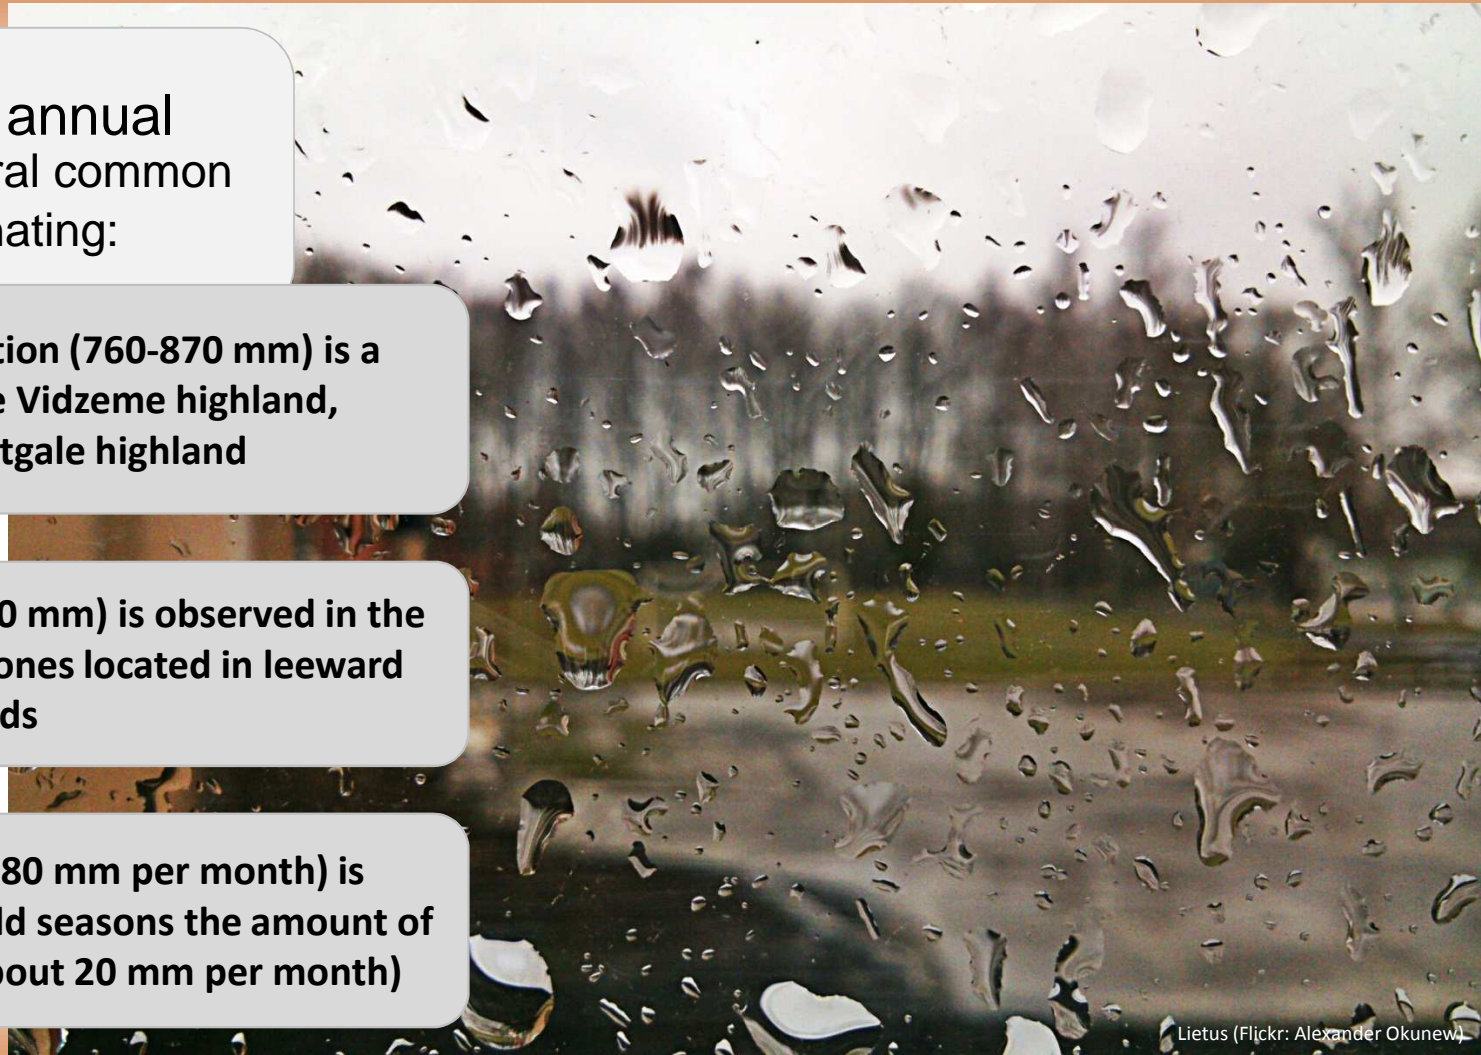 annual
ral common
nating:
tion (760-870 mm) is a
e Vidzeme highland,
tgale highland
0 mm) is observed in the
ones located in leeward
ds
80 mm per month) is
ld seasons the amount of
bout 20 mm per month)
Lietus (Flickr: Alexander Okunew)